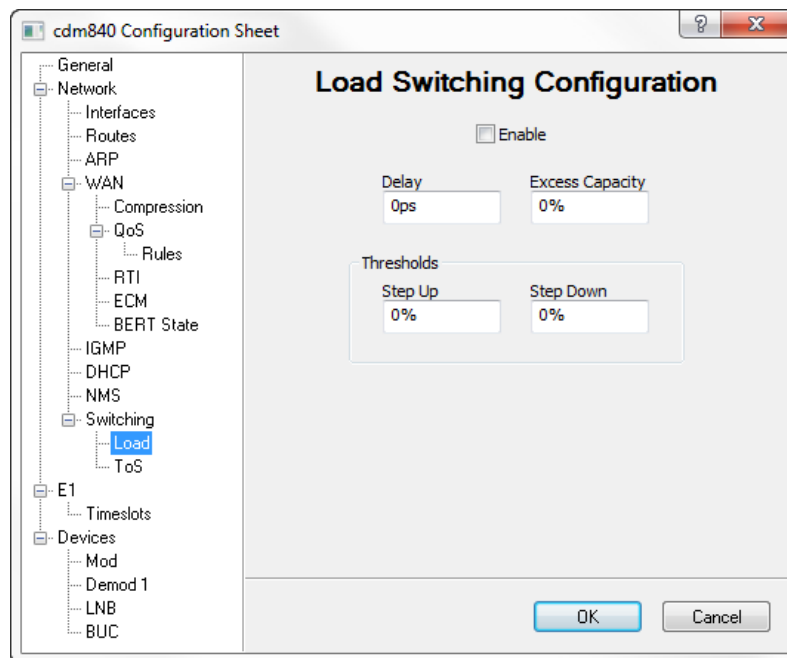 cdm840 Configuration Sheet
?
General
Network
Interfaces
Routes
ARP
WAN
Compression
QoS
Rules
RTI
ECM
BERT State
IGMP
DHCP
NMS
Switching
Load
ToS
E1
Timeslots
Devices
Mod
Demod 1
LNB
BUC
Load Switching Configuration
Enable
Delay Excess Capacity
0ps 0%
Thresholds
Step Up Step Down
0% 0%
OK Cancel